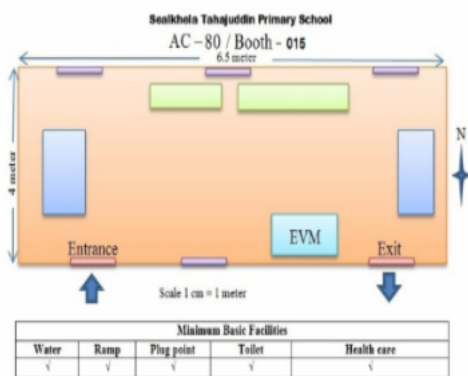 Sealkhola Tahajuddin Primary School
AC – 80 / Booth - 015
6.5 meter
4 meter
N
EVM
Entrance
Exit
Scale 1 cm = 1 meter
Minimum Basic Facilities
Water Ramp Plug point Toilet Health care
√ √ √ √ √